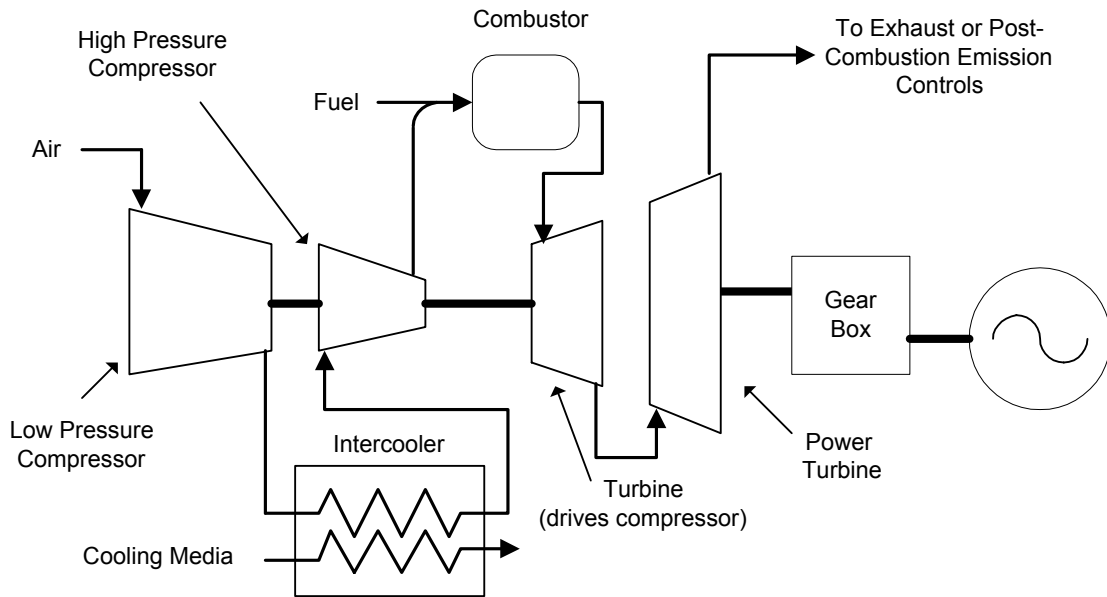 Combustor
To Exhaust or Post-
Combustion Emission
Controls
High Pressure
Compressor
Fuel
Air
Gear
Box
Low Pressure
Compressor
Intercooler
Power
Turbine
Turbine
(drives compressor)
Cooling Media